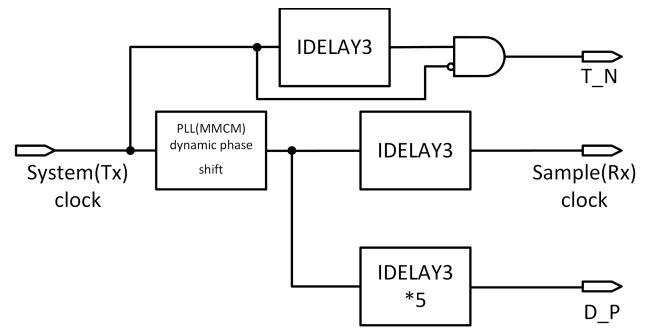 IDELAY3
T_N
PLL(MMCM)
dynamic phase
shift
IDELAY3
System(Tx)
clock
Sample(Rx)
clock
IDELAY3
*5
D_P